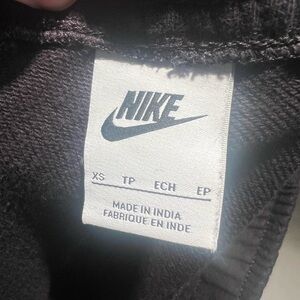 NIKE
XS TP ECH EP
MADE IN INDIA
FABRIQUE EN INDE